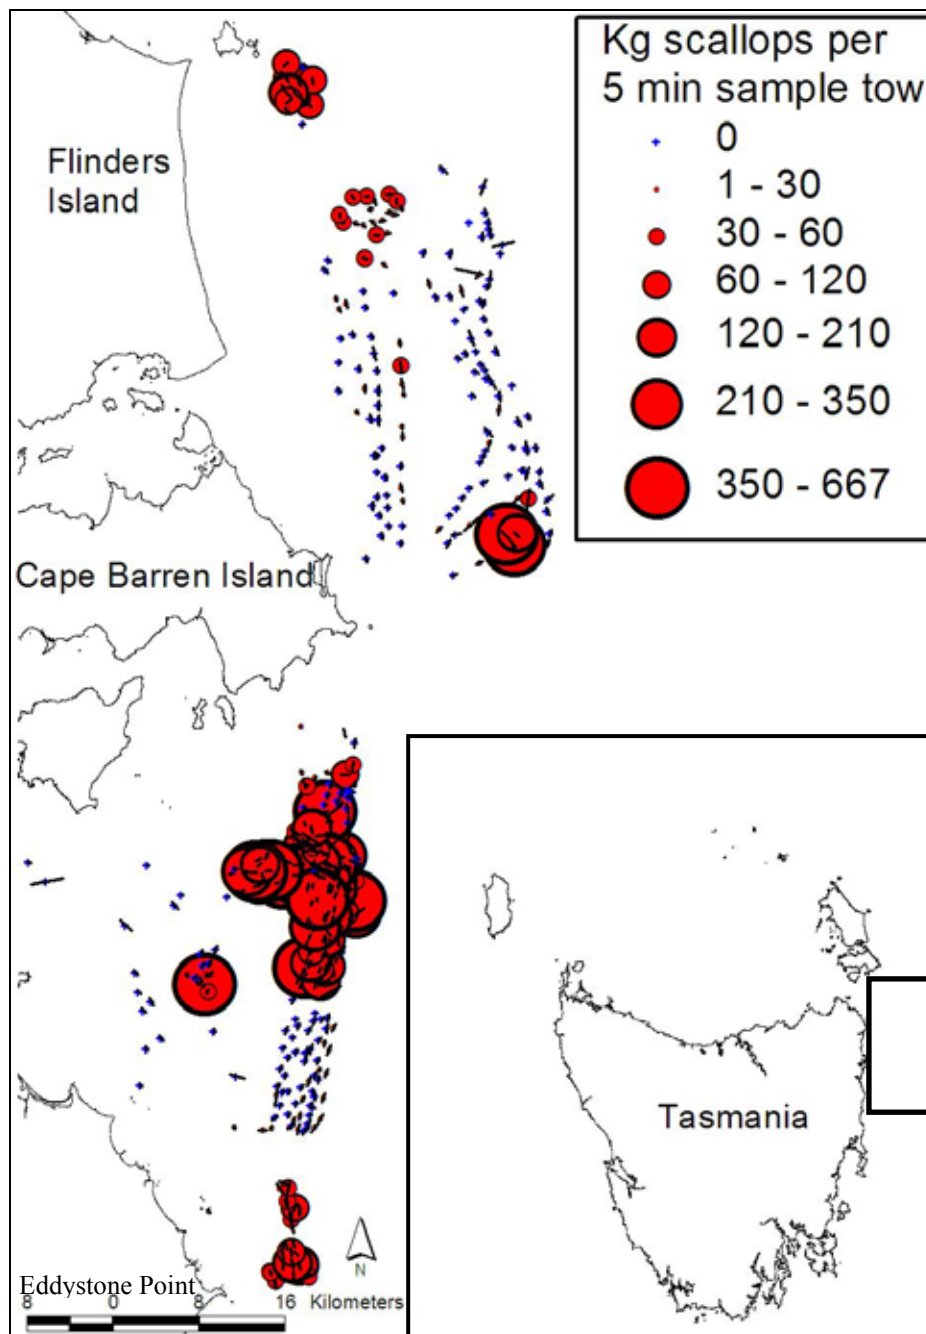 Kg scallops per
5 min sample tow
0
1 - 30
30 - 60
60 - 120
120 - 210
210 - 350
350 - 667
Flinders
Island
Cape Barren Island
Tasmania
N
Eddystone Point
8 0 8 16 Kilometers